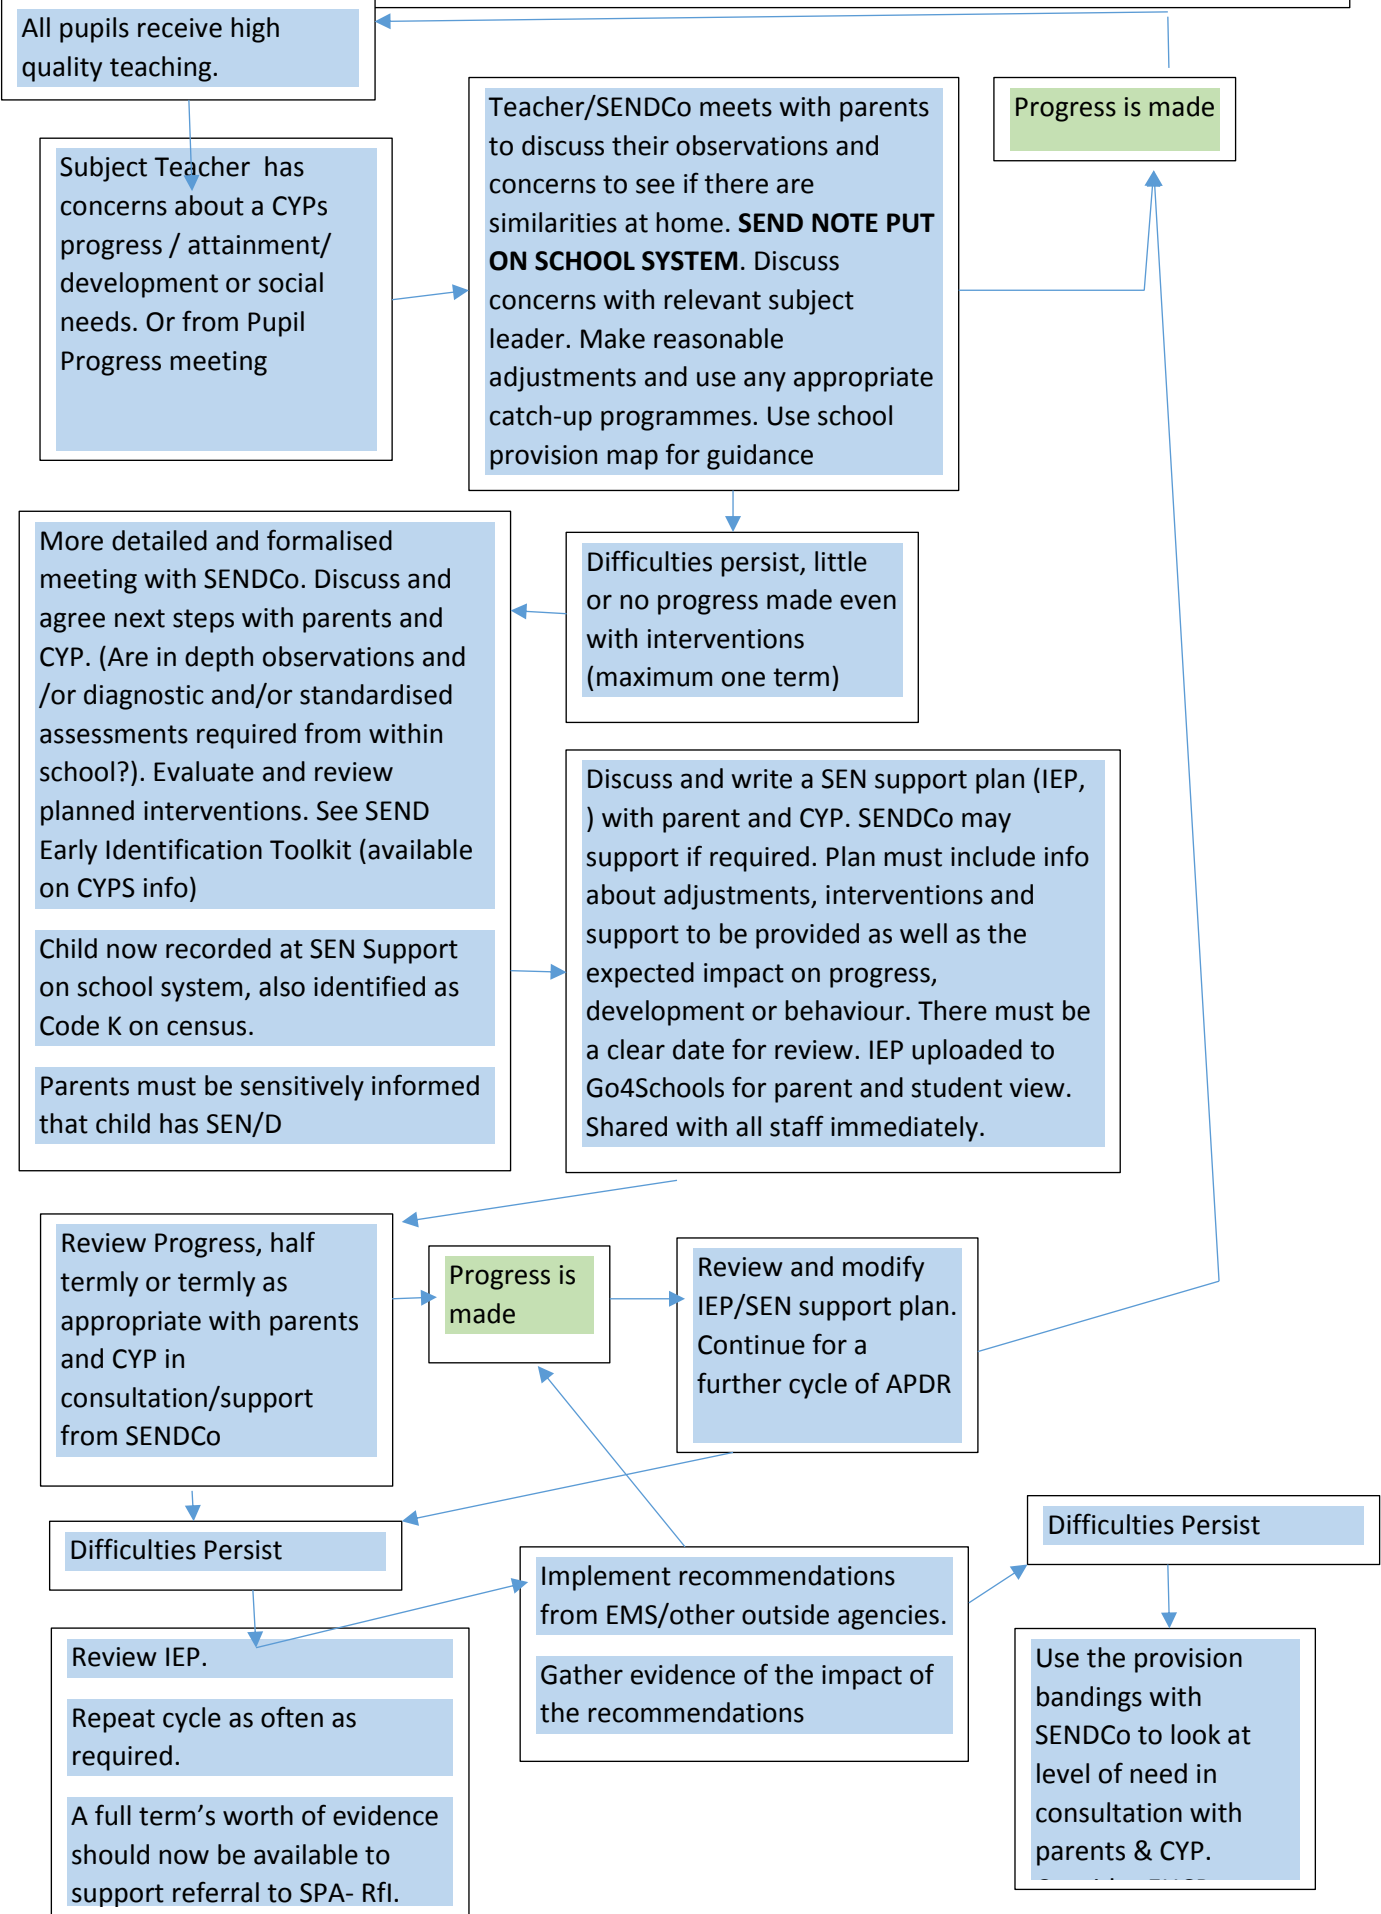 All pupils receive high
quality teaching.
Progress is made
Subject Teacher  has
concerns about a CYPs
progress / attainment/
development or social
needs. Or from Pupil
Progress meeting
Teacher/SENDCo meets with parents
to discuss their observations and
concerns to see if there are
similarities at home. SEND NOTE PUT
ON SCHOOL SYSTEM. Discuss
concerns with relevant subject
leader. Make reasonable
adjustments and use any appropriate
catch-up programmes. Use school
provision map for guidance
Difficulties persist, little
or no progress made even
with interventions
(maximum one term)
More detailed and formalised
meeting with SENDCo. Discuss and
agree next steps with parents and
CYP. (Are in depth observations and
/or diagnostic and/or standardised
assessments required from within
school?). Evaluate and review
planned interventions. See SEND
Early Identification Toolkit (available
on CYPS info)
Child now recorded at SEN Support
on school system, also identified as
Code K on census.
Parents must be sensitively informed
that child has SEN/D
Discuss and write a SEN support plan (IEP,
) with parent and CYP. SENDCo may
support if required. Plan must include info
about adjustments, interventions and
support to be provided as well as the
expected impact on progress,
development or behaviour. There must be
a clear date for review. IEP uploaded to
Go4Schools for parent and student view.
Shared with all staff immediately.
Review Progress, half
termly or termly as
appropriate with parents
and CYP in
consultation/support
from SENDCo
Progress is
made
Review and modify
IEP/SEN support plan.
Continue for a
further cycle of APDR
Difficulties Persist
Review IEP.
Repeat cycle as often as
required.
A full term’s worth of evidence
should now be available to
support referral to SPA- RfI.
Implement recommendations
from EMS/other outside agencies.
Gather evidence of the impact of
the recommendations
Difficulties Persist
Use the provision
bandings with
SENDCo to look at
level of need in
consultation with
parents & CYP.